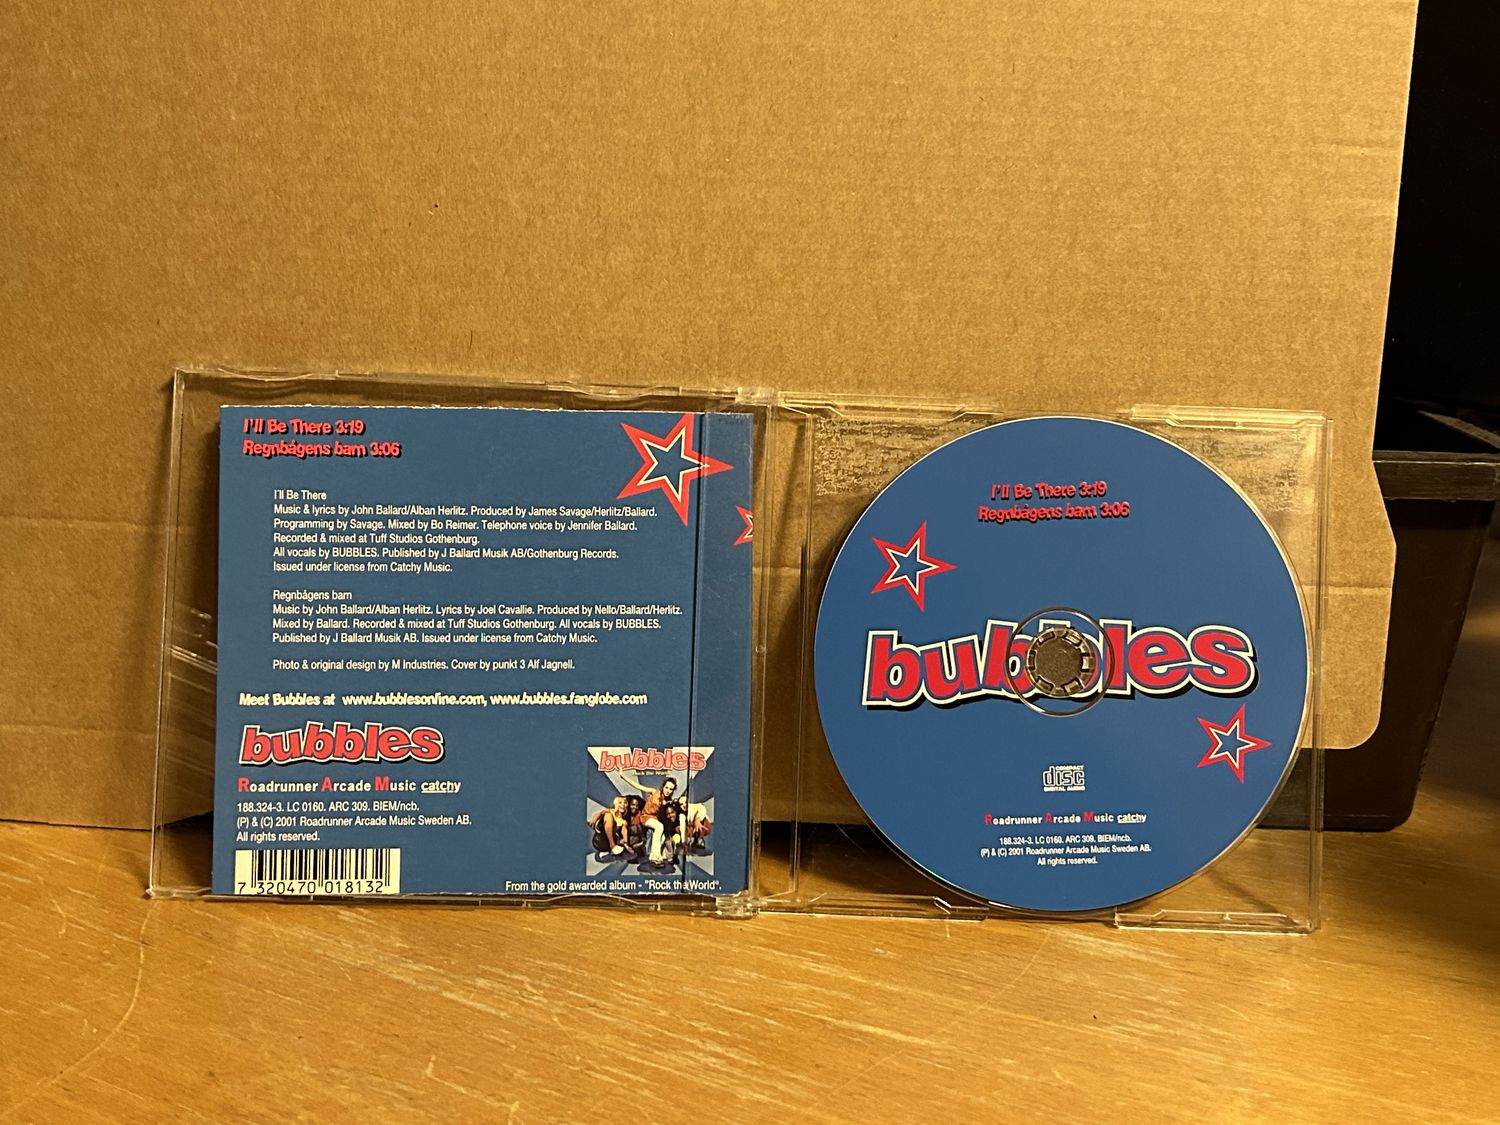 I'll Be There 3:19
Regnbågens barn 3:06
I'll Be There
Music & lyrics by John Ballard/Alban Herlitz. Produced by James Savage/Herlitz/Ballard.
Programming by Savage. Mixed by Bo Reimer. Telephone voice by Jennifer Ballard.
Recorded & mixed at Tuff Studios Gothenburg.
All vocals by BUBBLES. Published by J Ballard Musik AB/Gothenburg Records.
Issued under license from Catchy Music.
Regnbågens barn
Music by John Ballard/Alban Herlitz. Lyrics by Joel Cavallie. Produced by Nello/Ballard/Herlitz.
Mixed by Ballard. Recorded & mixed at Tuff Studios Gothenburg. All vocals by BUBBLES.
Published by J Ballard Musik AB. Issued under license from Catchy Music.
Photo & original design by M Industries. Cover by punkt 3 Alf Jagnell.
Meet Bubbles at www.bubblesonline.com, www.bubbles.fanglobe.com
bubbles
Roadrunner Arcade Music catchy
188.324-3. LC 0160. ARC 309. BIEM/ncb.
(P) & (C) 2001 Roadrunner Arcade Music Sweden AB.
All rights reserved.
7 320470 018132
bubbles
Rock the World
From the gold awarded album - "Rock the World".
I'll Be There 3:19
Regnbågens barn 3:06
bubbles
COMPACT
disc
DIGITAL AUDIO
Roadrunner Arcade Music catchy
188.324-3. LC 0160. ARC 309. BIEM/ncb.
(P) & (C) 2001 Roadrunner Arcade Music Sweden AB.
All rights reserved.